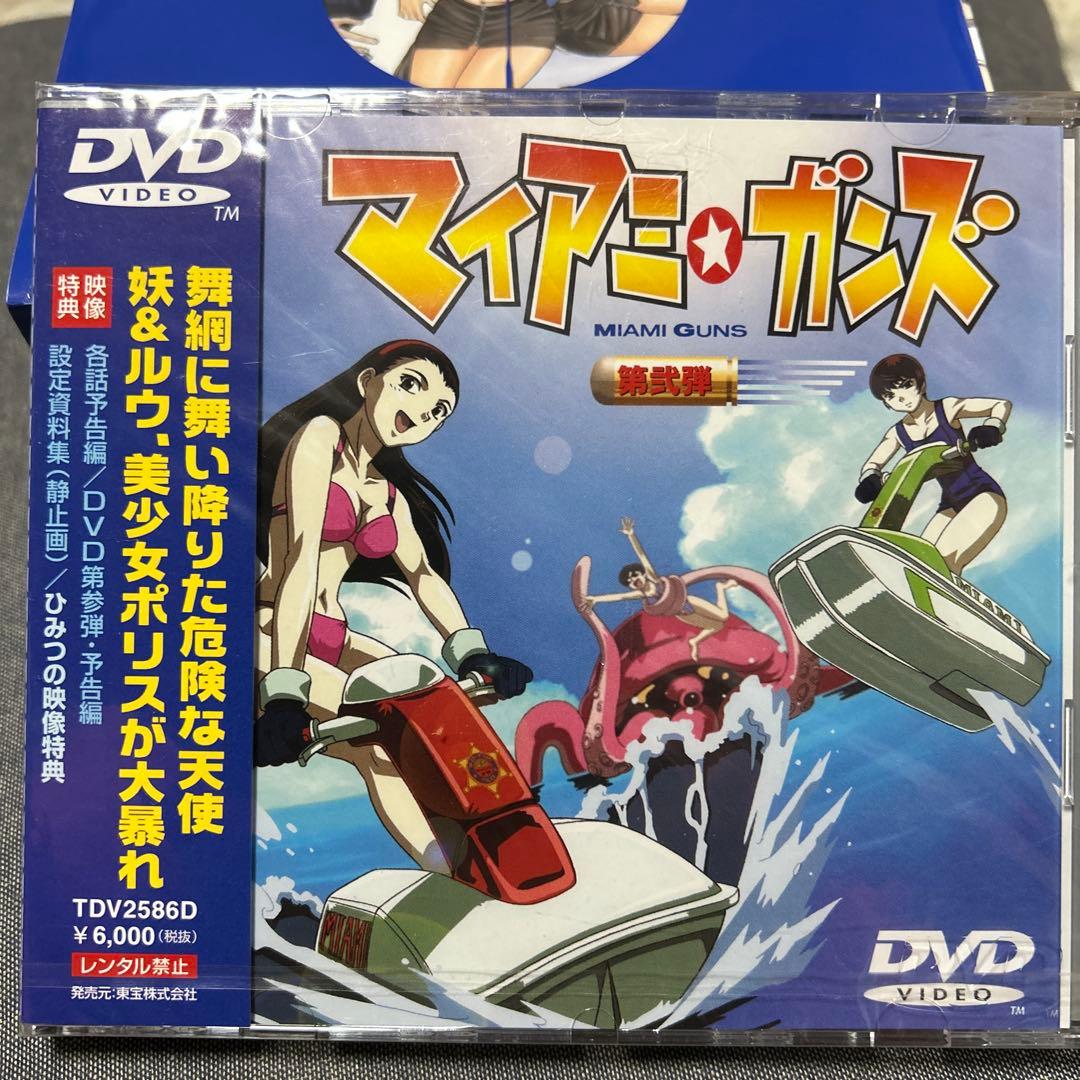 DVD
VIDEO
TM
映像
特典
舞網に舞い降りた危険な天使
妖&ルウ、美少女ポリスが大暴れ
各話予告編/DVD第参弾・予告編
設定資料集(静止画)/ひみつの映像特典
TDV2586D
¥6,000(税抜)
レンタル禁止
発売元:東宝株式会社
マイアミ★ガンズ
MIAMI GUNS
第弐弾
MIAMI
MIAMI
DVD
VIDEO
TM
TM